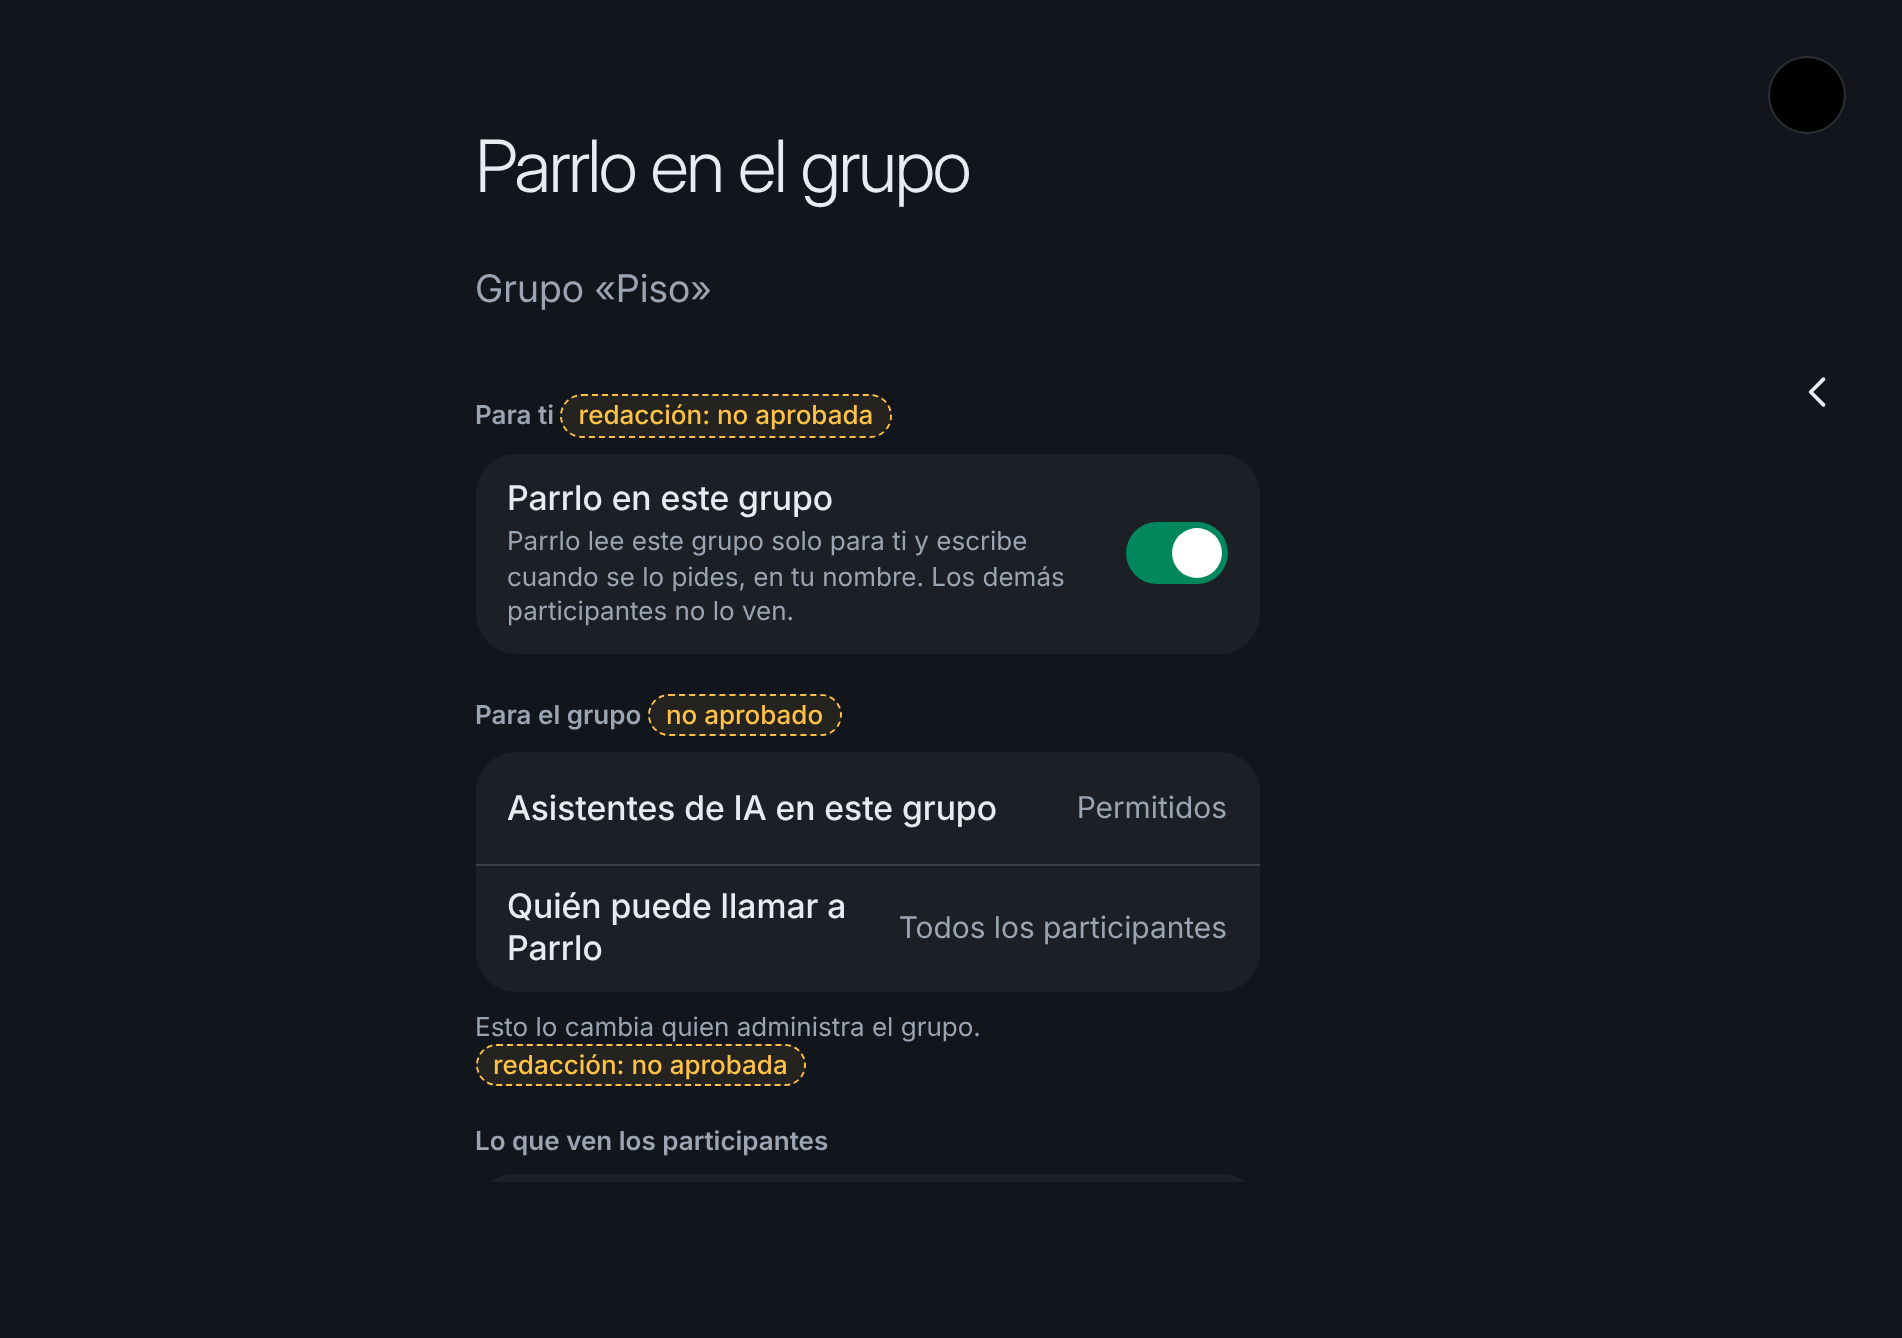 Parrlo en el grupo
Grupo «Piso»
Para ti redacción: no aprobada
Parrlo en este grupo
Parrlo lee este grupo solo para ti y escribe
cuando se lo pides, en tu nombre. Los demás
participantes no lo ven.
Para el grupo no aprobado
Asistentes de IA en este grupo Permitidos
Quién puede llamar a
Parrlo
Todos los participantes
Esto lo cambia quien administra el grupo.
redacción: no aprobada
Lo que ven los participantes